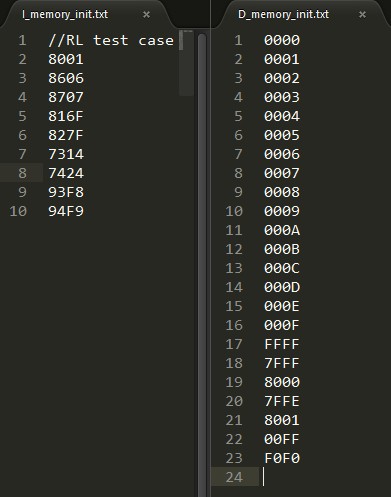 I_memory_init.txt ×
1 //RL test case
2 8001
3 8606
4 8707
5 816F
6 827F
7 7314
8 7424
9 93F8
10 94F9
D_memory_init.txt ×
1 0000
2 0001
3 0002
4 0003
5 0004
6 0005
7 0006
8 0007
9 0008
10 0009
11 000A
12 000B
13 000C
14 000D
15 000E
16 000F
17 FFFF
18 7FFF
19 8000
20 7FFE
21 8001
22 00FF
23 F0F0
24